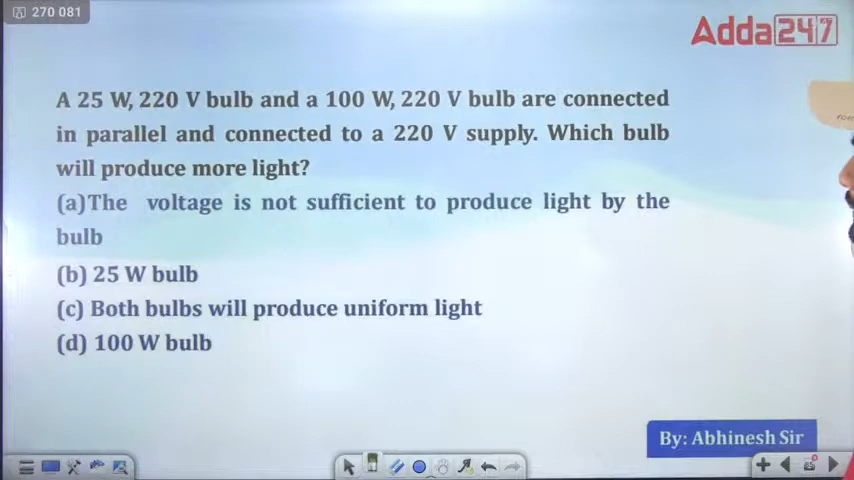 270 081
Adda247
A 25 W, 220 V bulb and a 100 W, 220 V bulb are connected
in parallel and connected to a 220 V supply. Which bulb
will produce more light?
(a)The voltage is not sufficient to produce light by the
bulb
(b) 25 W bulb
(c) Both bulbs will produce uniform light
(d) 100 W bulb
By: Abhinesh Sir